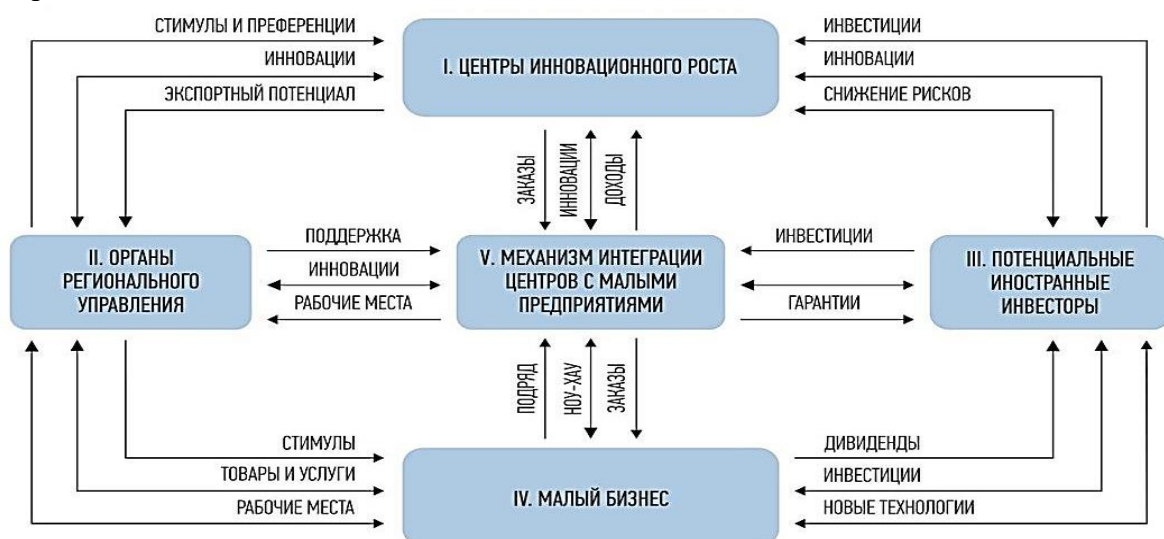 СТИМУЛЫ И ПРЕФЕРЕНЦИИ
ИННОВАЦИИ
ЭКСПОРТНЫЙ ПОТЕНЦИАЛ
I. ЦЕНТРЫ ИННОВАЦИОННОГО РОСТА
ИНВЕСТИЦИИ
ИННОВАЦИИ
СНИЖЕНИЕ РИСКОВ
ЗАКАЗЫ
ИННОВАЦИИ
ДОХОДЫ
II. ОРГАНЫ
РЕГИОНАЛЬНОГО
УПРАВЛЕНИЯ
ПОДДЕРЖКА
ИННОВАЦИИ
РАБОЧИЕ МЕСТА
V. МЕХАНИЗМ ИНТЕГРАЦИИ
ЦЕНТРОВ С МАЛЫМИ
ПРЕДПРИЯТИЯМИ
ИНВЕСТИЦИИ
ГАРАНТИИ
III. ПОТЕНЦИАЛЬНЫЕ
ИНОСТРАННЫЕ
ИНВЕСТОРЫ
ПОДРЯД
НОУ-ХАУ
ЗАКАЗЫ
СТИМУЛЫ
ТОВАРЫ И УСЛУГИ
РАБОЧИЕ МЕСТА
IV. МАЛЫЙ БИЗНЕС
ДИВИДЕНДЫ
ИНВЕСТИЦИИ
НОВЫЕ ТЕХНОЛОГИИ